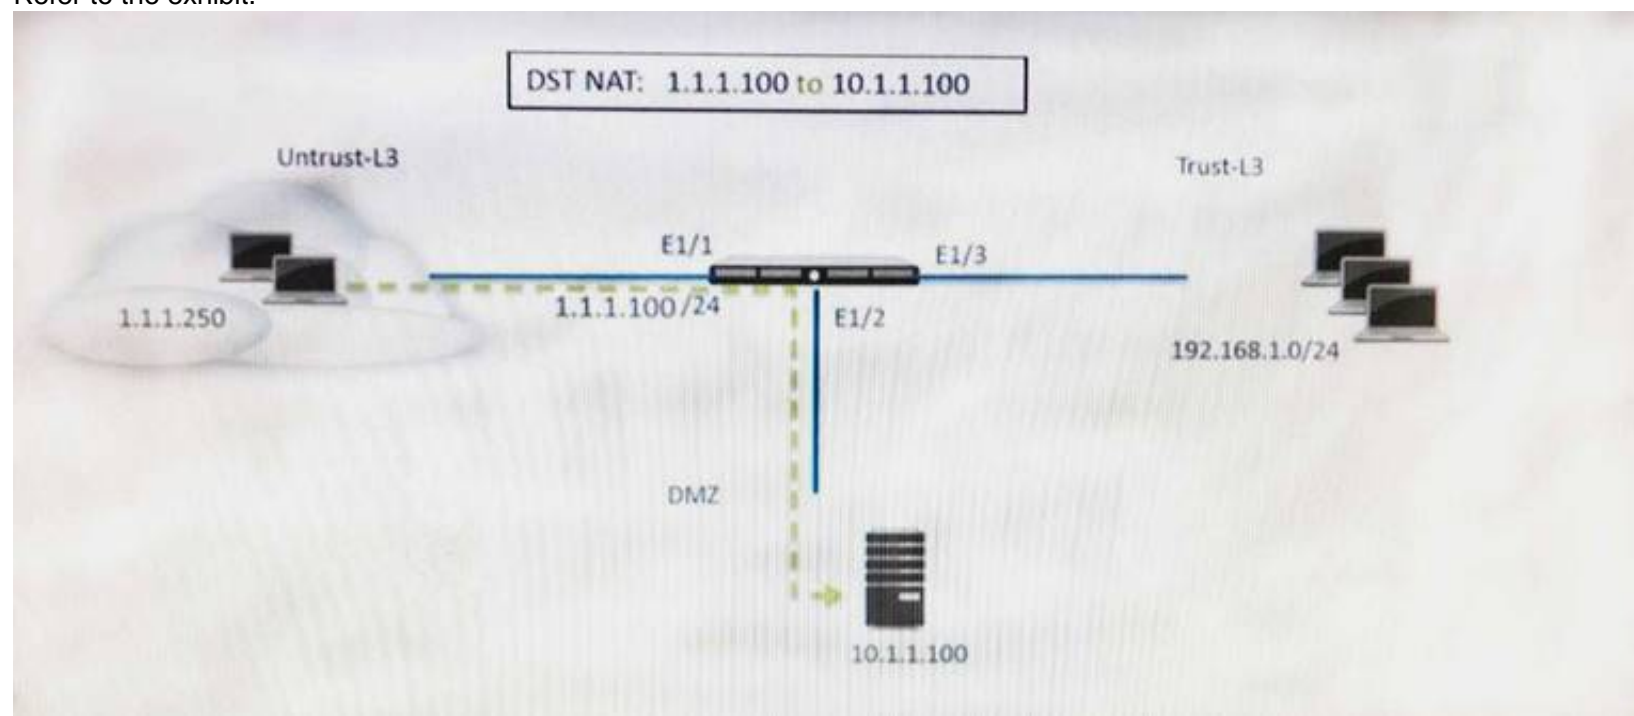 Refer to the exhibit.
DST NAT: 1.1.1.100 to 10.1.1.100
Untrust-L3
Trust-L3
E1/1
E1/3
1.1.1.250
1.1.1.100/24
E1/2
192.168.1.0/24
DMZ
10.1.1.100